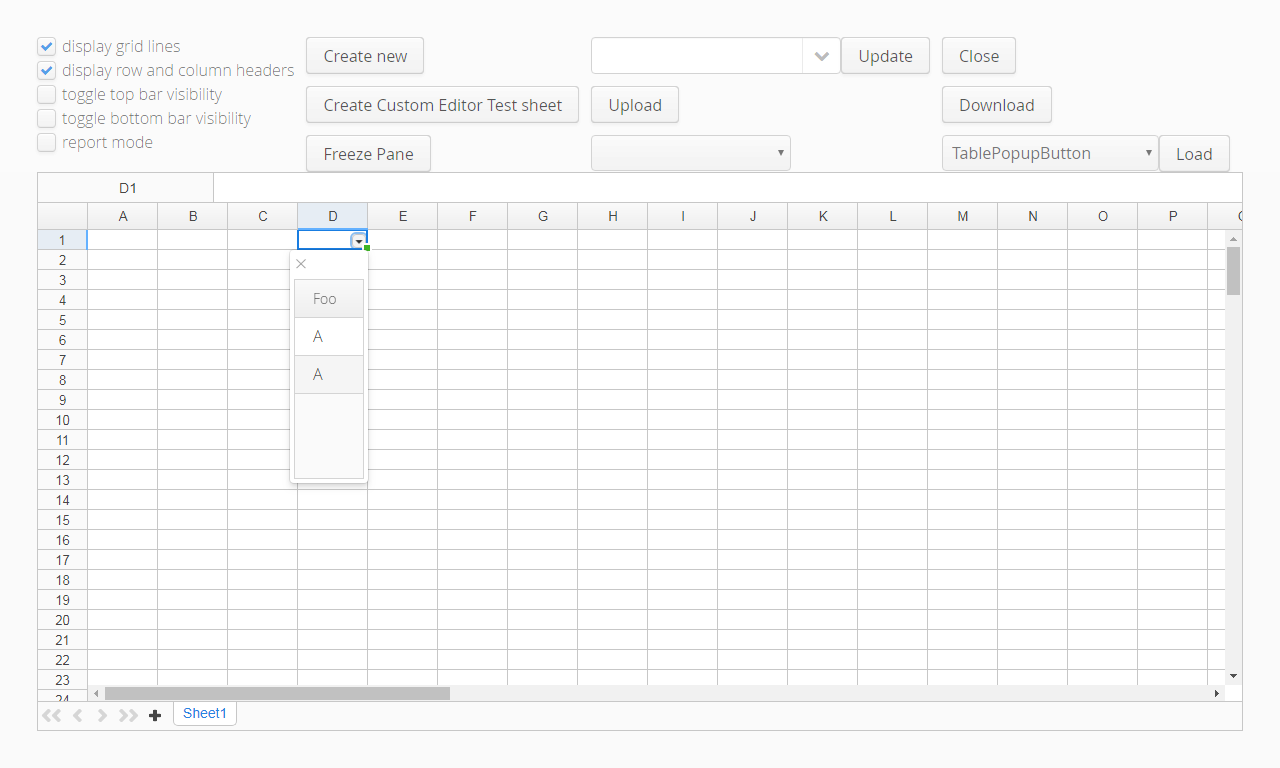 display grid lines
display row and column headers
toggle top bar visibility
toggle bottom bar visibility
report mode
Create new
Update
Close
Create Custom Editor Test sheet
Upload
Download
Freeze Pane
TablePopupButton
Load
D1
A B C D E F G H I J K L M N O P
1
2
3
4
5
6
7
8
9
10
11
12
13
14
15
16
17
18
19
20
21
22
23
24
Foo
A
A
Sheet1